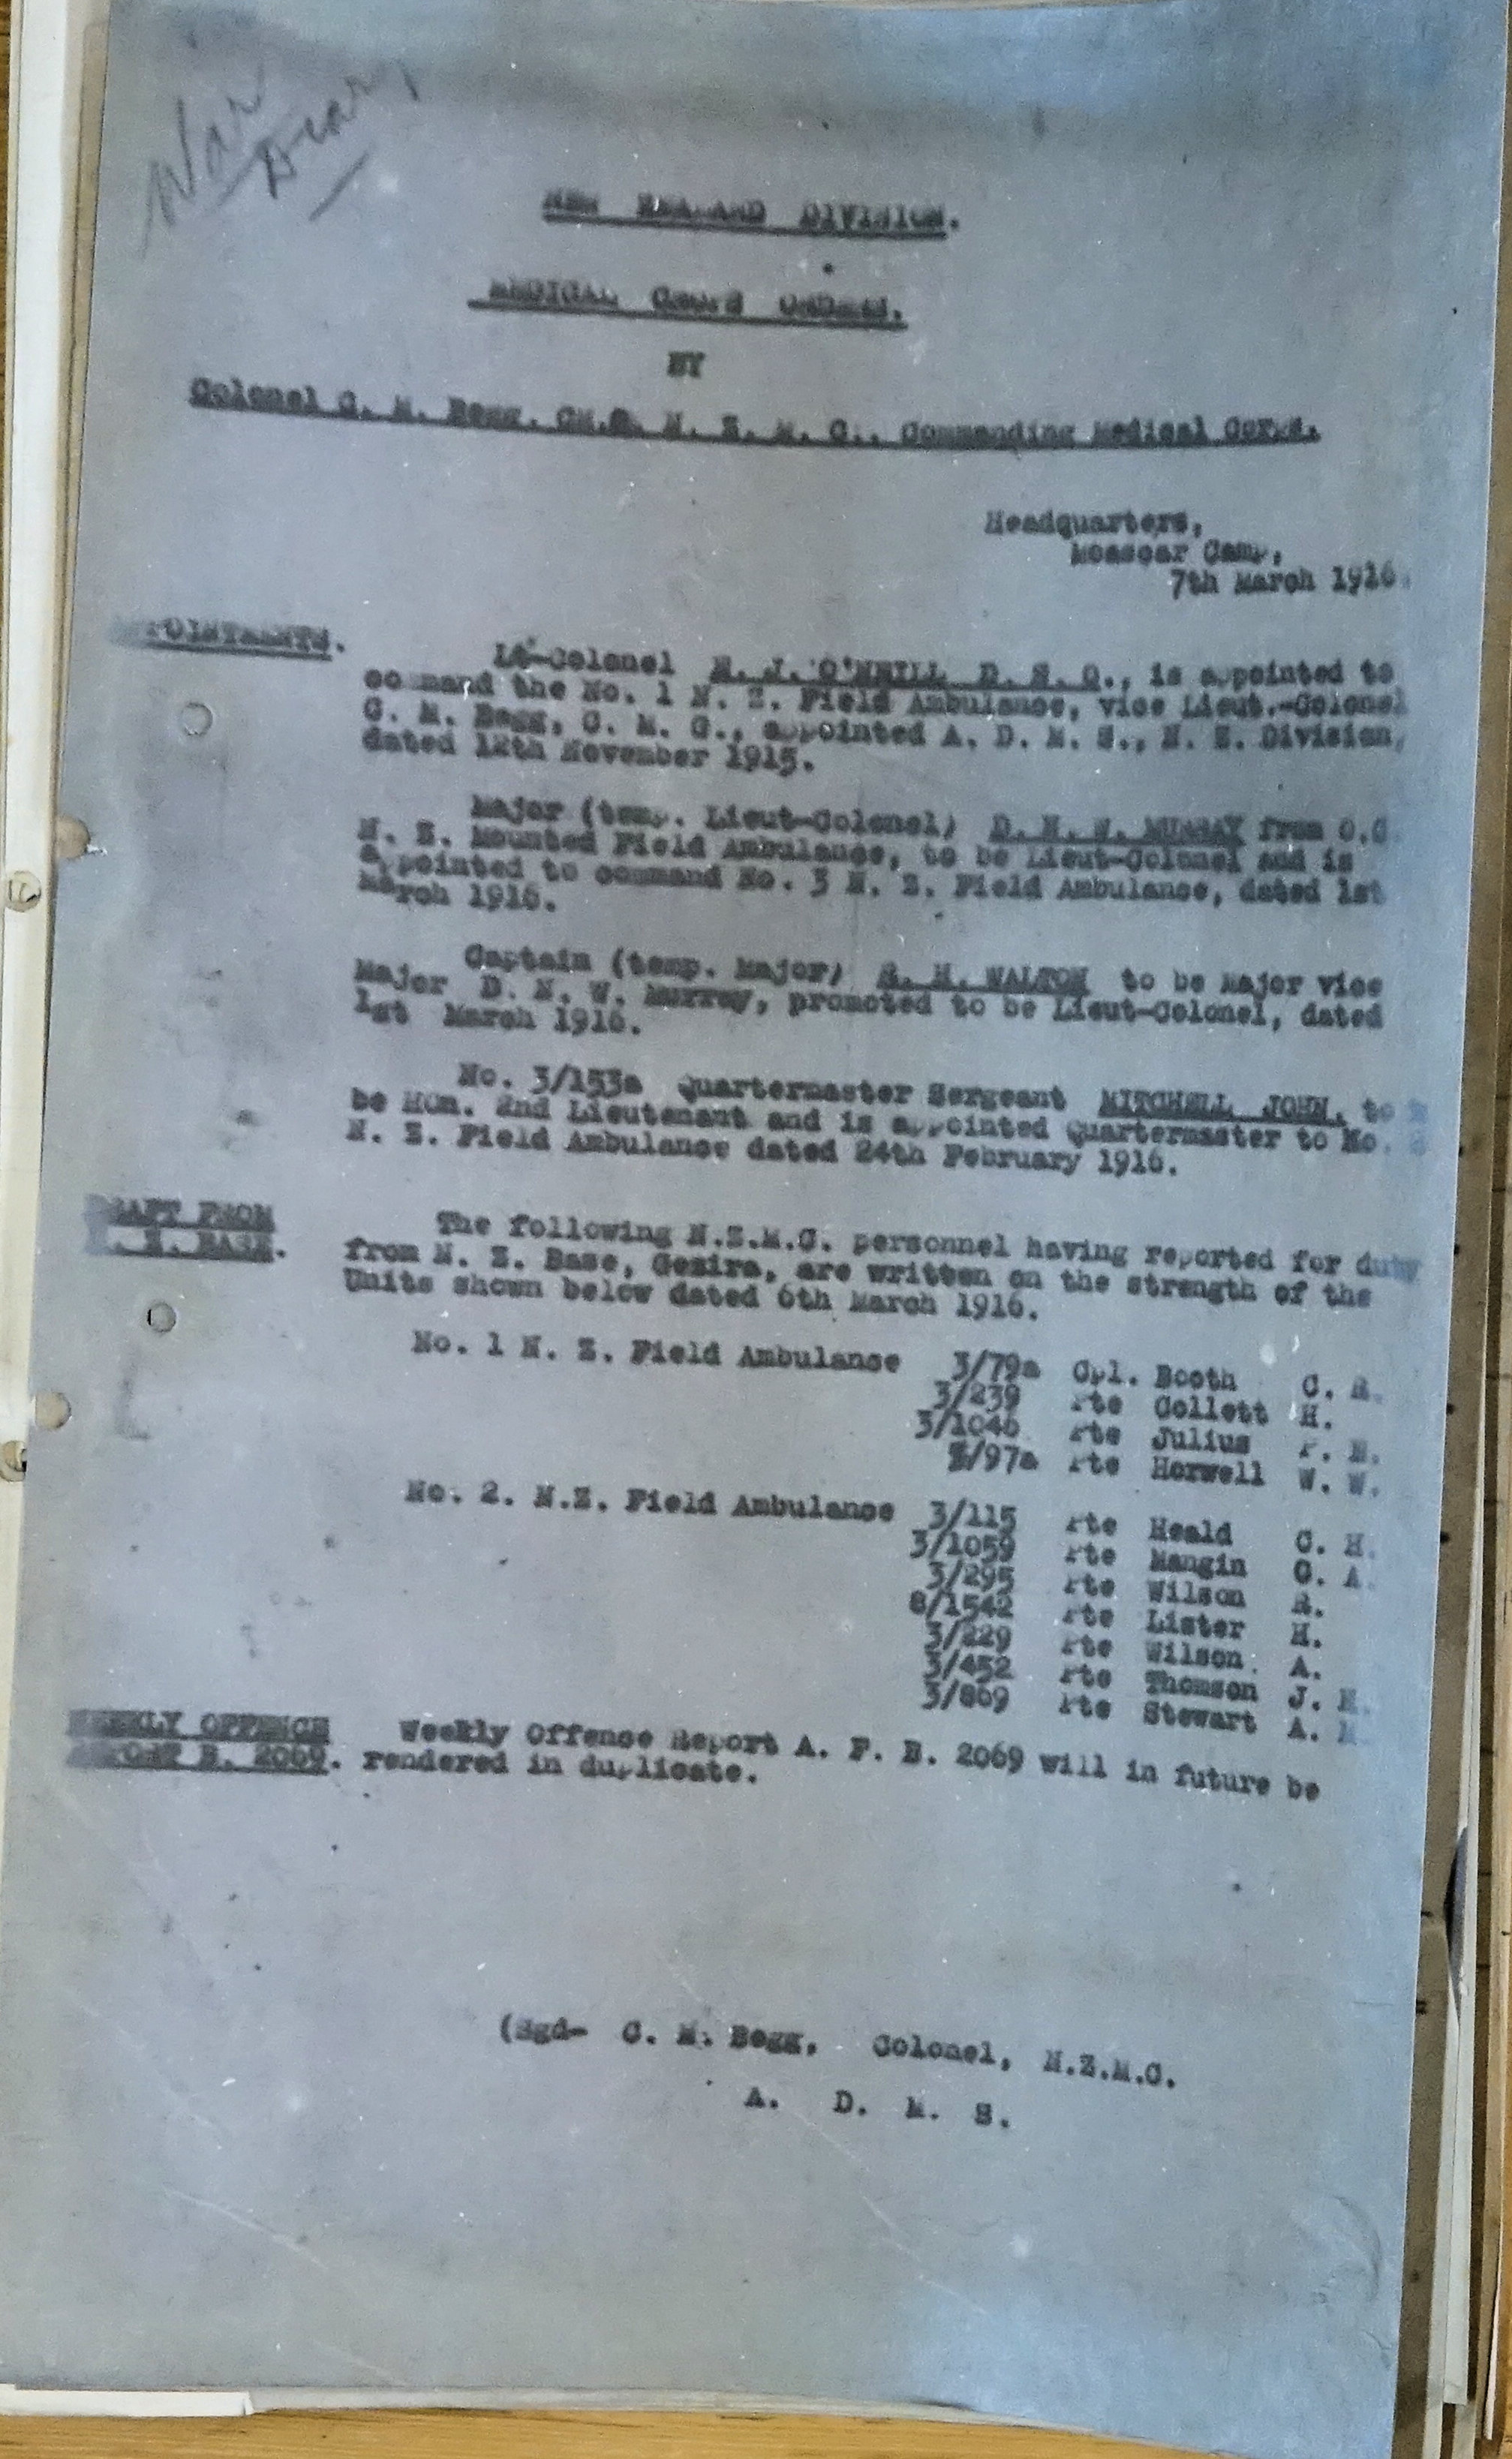 War
Diary
NEW ZEALAND DIVISION.
MEDICAL CORPS ORDERS.
BY
Colonel C. M. Begg, CM.G. N. Z. M. C., Commanding Medical Corps.
Headquarters,
Moascar Camp,
7th March 1916.
APPOINTMENTS. Lt-Colonel E. J. O'NEILL D. S. O., is appointed to
command the No. 1 N. Z. Field Ambulance, vice Lieut.-Colonel
C. M. Begg, C. M. G., appointed A. D. M. S., N. Z. Division,
dated 12th November 1915.
Major (temp. Lieut-Colonel) D. N. W. MURRAY from O.C
N. Z. Mounted Field Ambulance, to be Lieut-Colonel and is
appointed to command No. 3 N. Z. Field Ambulance, dated 1st
March 1916.
Captain (temp. Major) R. H. WALTON to be Major vice
Major D. N. W. Murray, promoted to be Lieut-Colonel, dated
1st March 1916.
No. 3/153a Quartermaster Sergeant MITCHELL JOHN, to
be Hon. 2nd Lieutenant and is appointed Quartermaster to No.
N. Z. Field Ambulance dated 24th February 1916.
DRAFT FROM The following N.Z.M.C. personnel having reported for duty
N. Z. BASE. from N. Z. Base, Gezira, are written on the strength of the
Units shown below dated 6th March 1916.
No. 1 N. Z. Field Ambulance 3/79a Cpl. Booth C. R.
3/239 Pte Collett H.
3/1046 Pte Julius F. N.
3/97a Pte Horwell W. W.
No. 2. N.Z. Field Ambulance 3/115 Pte Heald C. H.
3/1059 Pte Mangin C. A.
3/295 Pte Wilson R.
8/1542 Pte Lister H.
3/229 Pte Wilson. A.
3/452 Pte Thomson J.
3/869 Pte Stewart A.
WEEKLY OFFENCE Weekly Offense Report A. F. B. 2069 will in future be
REPORT B. 2069. rendered in duplicate.
(Sgd- C. M. Begg, Colonel, N.Z.M.C.
A. D. M. S.